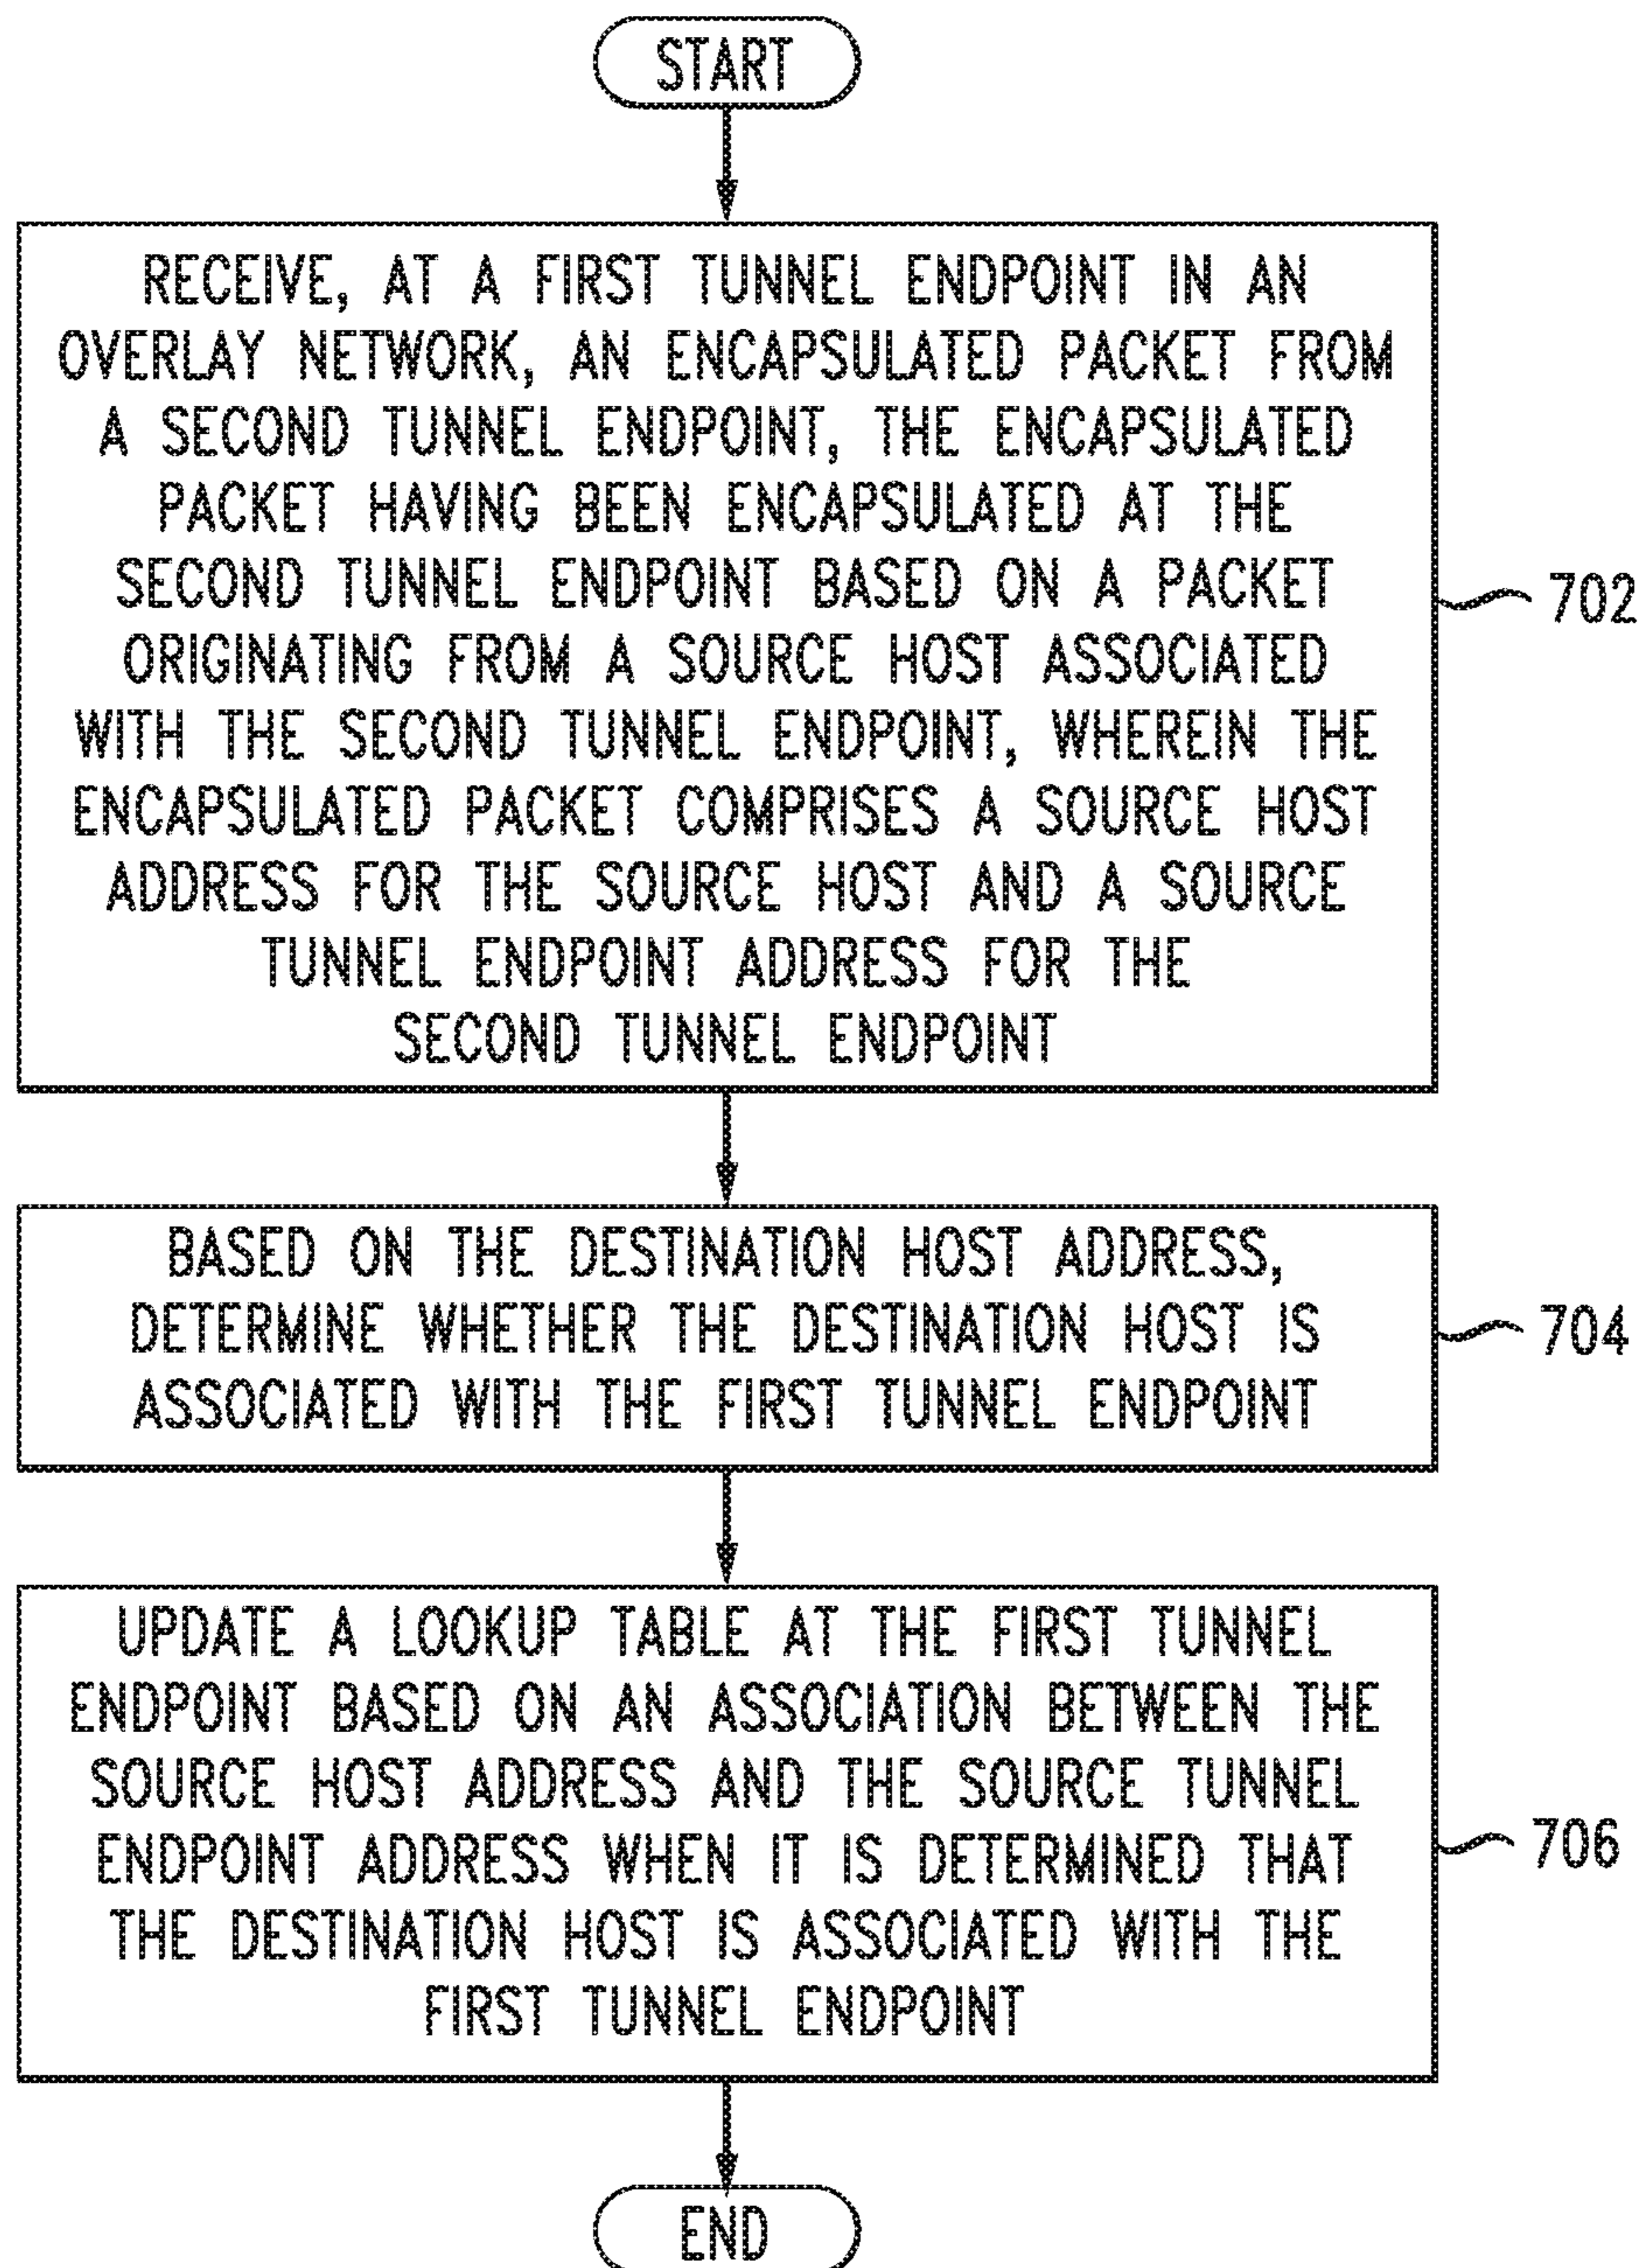 START
RECEIVE, AT A FIRST TUNNEL ENDPOINT IN AN
OVERLAY NETWORK, AN ENCAPSULATED PACKET FROM
A SECOND TUNNEL ENDPOINT, THE ENCAPSULATED
PACKET HAVING BEEN ENCAPSULATED AT THE
SECOND TUNNEL ENDPOINT BASED ON A PACKET
ORIGINATING FROM A SOURCE HOST ASSOCIATED
WITH THE SECOND TUNNEL ENDPOINT, WHEREIN THE
ENCAPSULATED PACKET COMPRISES A SOURCE HOST
ADDRESS FOR THE SOURCE HOST AND A SOURCE
TUNNEL ENDPOINT ADDRESS FOR THE
SECOND TUNNEL ENDPOINT
702
BASED ON THE DESTINATION HOST ADDRESS,
DETERMINE WHETHER THE DESTINATION HOST IS
ASSOCIATED WITH THE FIRST TUNNEL ENDPOINT
704
UPDATE A LOOKUP TABLE AT THE FIRST TUNNEL
ENDPOINT BASED ON AN ASSOCIATION BETWEEN THE
SOURCE HOST ADDRESS AND THE SOURCE TUNNEL
ENDPOINT ADDRESS WHEN IT IS DETERMINED THAT
THE DESTINATION HOST IS ASSOCIATED WITH THE
FIRST TUNNEL ENDPOINT
706
END